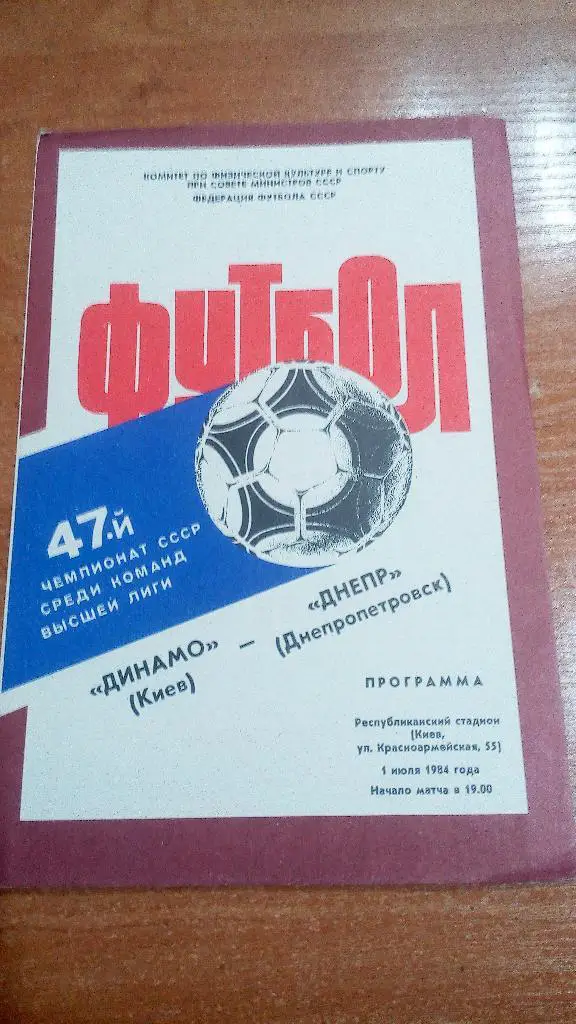 КОМИТЕТ ПО ФИЗИЧЕСКОЙ КУЛЬТУРЕ И СПОРТУ
ПРИ СОВЕТЕ МИНИСТРОВ СССР
ФЕДЕРАЦИЯ ФУТБОЛА СССР
ФУТБОЛ
47-й
ЧЕМПИОНАТ СССР
СРЕДИ КОМАНД
ВЫСШЕЙ ЛИГИ
«ДИНАМО» — «ДНЕПР»
(Киев) (Днепропетровск)
ПРОГРАММА
Республиканский стадион
(Киев,
ул. Красноармейская, 55)
1 июля 1984 года
Начало матча в 19.00